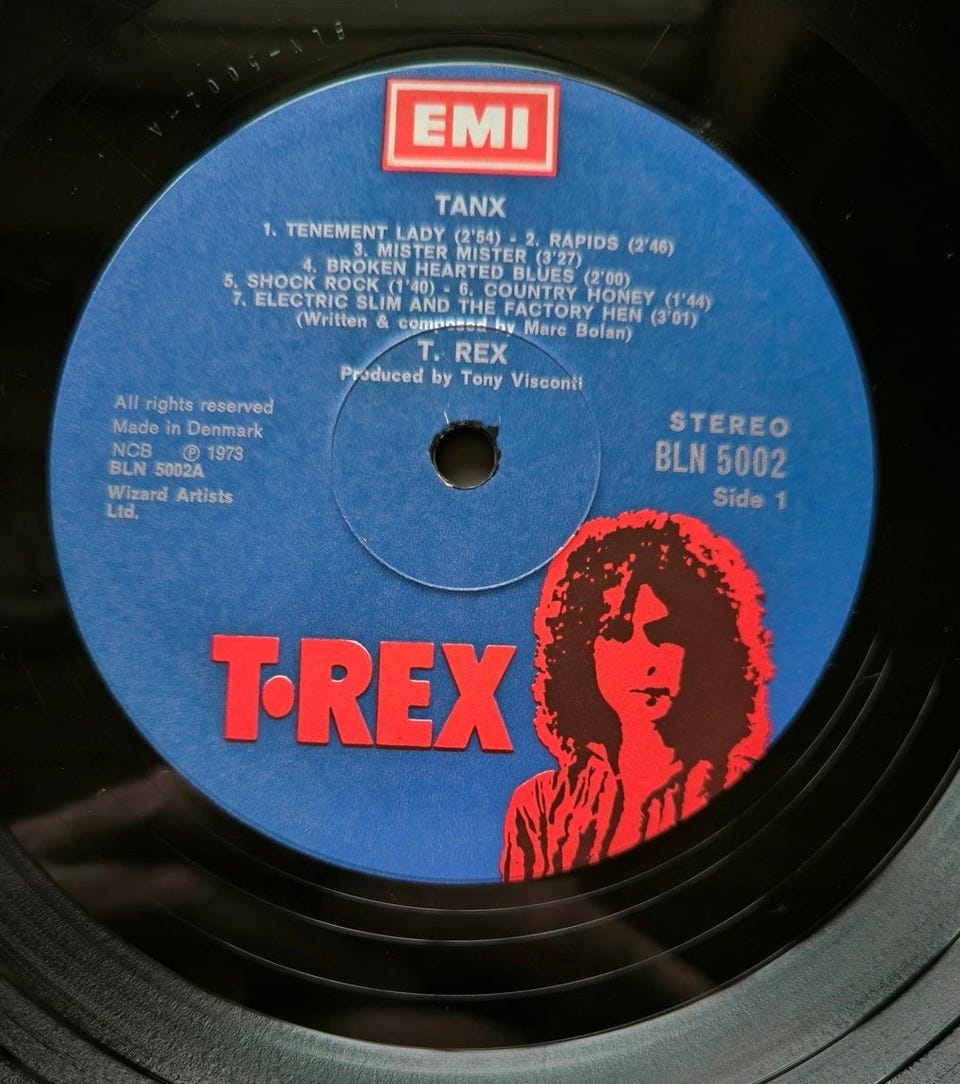 BLN-5002-A
EMI
TANX
1. TENEMENT LADY (2'54) - 2. RAPIDS (2'46)
3. MISTER MISTER (3'27)
4. BROKEN HEARTED BLUES (2'00)
5. SHOCK ROCK (1'40) - 6. COUNTRY HONEY (1'44)
7. ELECTRIC SLIM AND THE FACTORY HEN (3'01)
(Written & composed by Marc Bolan)
T. REX
Produced by Tony Visconti
All rights reserved
Made in Denmark
NCB ℗ 1973
BLN 5002A
Wizard Artists
Ltd.
STEREO
BLN 5002
Side 1
T·REX